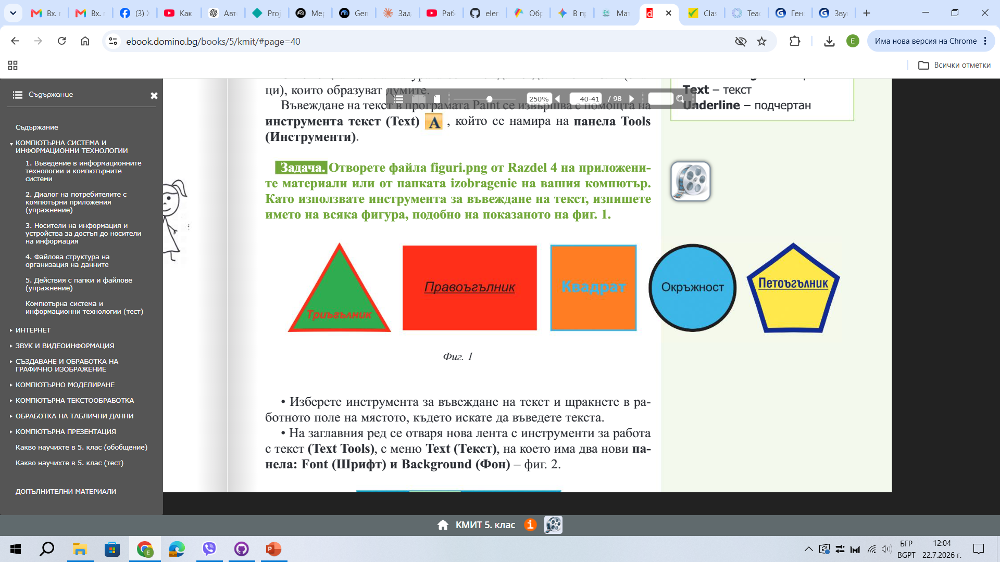 Вх.
Вх.
(3)
Как
Авт
Proj
Mep
Gen
Зад
Раб
eler
Обр
В пр
Мат
Clas
Теас
Ген
Зву
ebook.domino.bg/books/5/kmit/#page=40
E
Има нова версия на Chrome
Всички отметки
Съдържание
Съдържание
КОМПЮТЪРНА СИСТЕМА И
ИНФОРМАЦИОННИ ТЕХНОЛОГИИ
1. Въведение в информационните
технологии и компютърните
системи
2. Диалог на потребителите с
компютърни приложения
(упражнение)
3. Носители на информация и
устройства за достъп до носители
на информация
4. Файлова структура на
организация на данните
5. Действия с папки и файлове
(упражнение)
Компютърна система и
информационни технологии (тест)
ИНТЕРНЕТ
ЗВУК И ВИДЕОИНФОРМАЦИЯ
СЪЗДАВАНЕ И ОБРАБОТКА НА
ГРАФИЧНО ИЗОБРАЖЕНИЕ
КОМПЮТЪРНО МОДЕЛИРАНЕ
КОМПЮТЪРНА ТЕКСТООБРАБОТКА
ОБРАБОТКА НА ТАБЛИЧНИ ДАННИ
КОМПЮТЪРНА ПРЕЗЕНТАЦИЯ
Какво научихте в 5. клас (обобщение)
Какво научихте в 5. клас (тест)
ДОПЪЛНИТЕЛНИ МАТЕРИАЛИ
250%
40-41
/ 98
ци), които образуват думите.
Въвеждане на текст в програмата Paint се извършва с помощта на
инструмента текст (Text) A , който се намира на панела Tools
(Инструменти).
Text – текст
Underline – подчертан
Задача. Отворете файла figuri.png от Razdel 4 на приложени-
те материали или от папката izobragenie на вашия компютър.
Като използвате инструмента за въвеждане на текст, изпишете
името на всяка фигура, подобно на показаното на фиг. 1.
Триъгълник
Правоъгълник
Квадрат
Окръжност
Петоъгълник
Фиг. 1
• Изберете инструмента за въвеждане на текст и щракнете в ра-
ботното поле на мястото, където искате да въведете текста.
• На заглавния ред се отваря нова лента с инструменти за работа
с текст (Text Tools), с меню Text (Текст), на което има два нови па-
нела: Font (Шрифт) и Background (Фон) – фиг. 2.
КМИТ 5. клас
БГР
BGPT
12:04
22.7.2026 г.